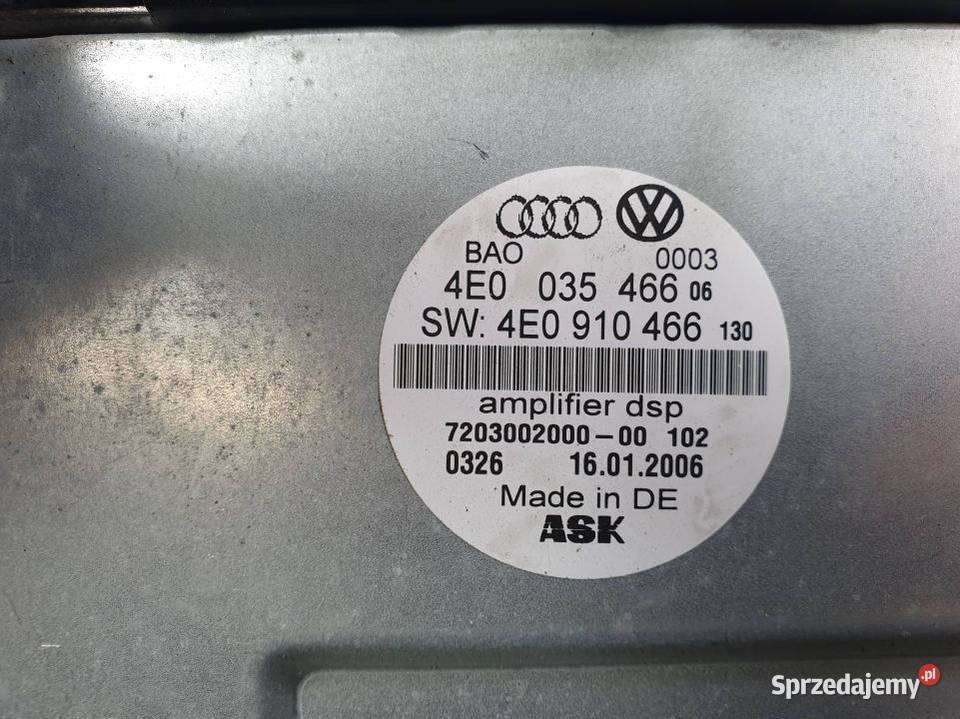 BAO 0003
4E0 035 466 06
SW: 4E0 910 466 130
amplifier dsp
7203002000-00 102
0326 16.01.2006
Made in DE
ASK
Sprzedajemy.pl